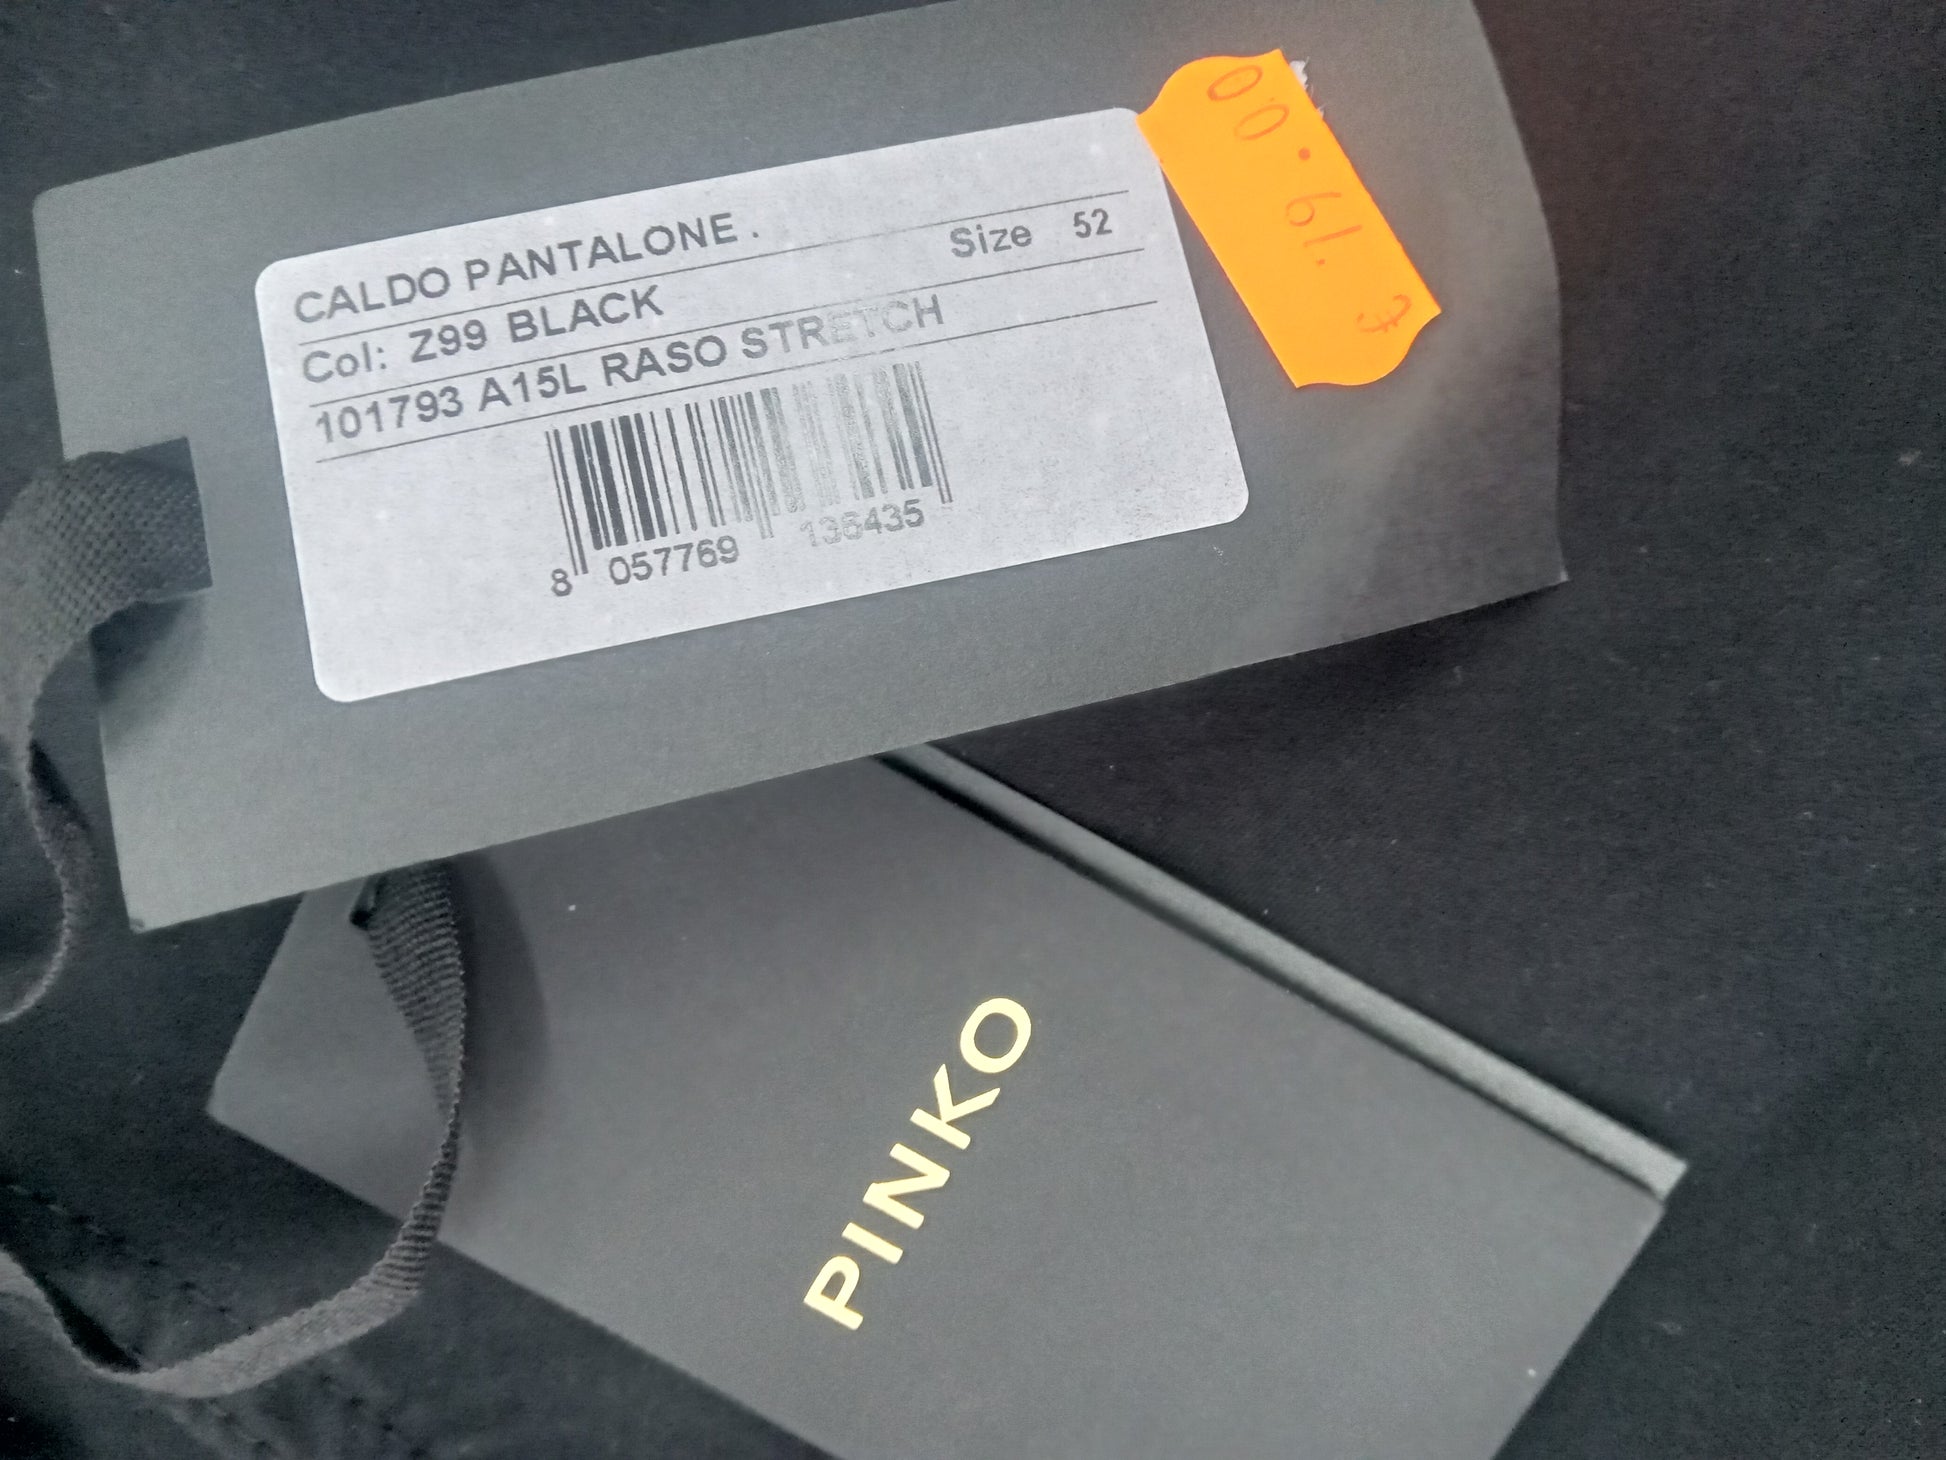 CALDO PANTALONE .
Col: Z99 BLACK Size 52
101793 A15L RASO STRETCH
8 057769 136435
€ 19.00
PINKO